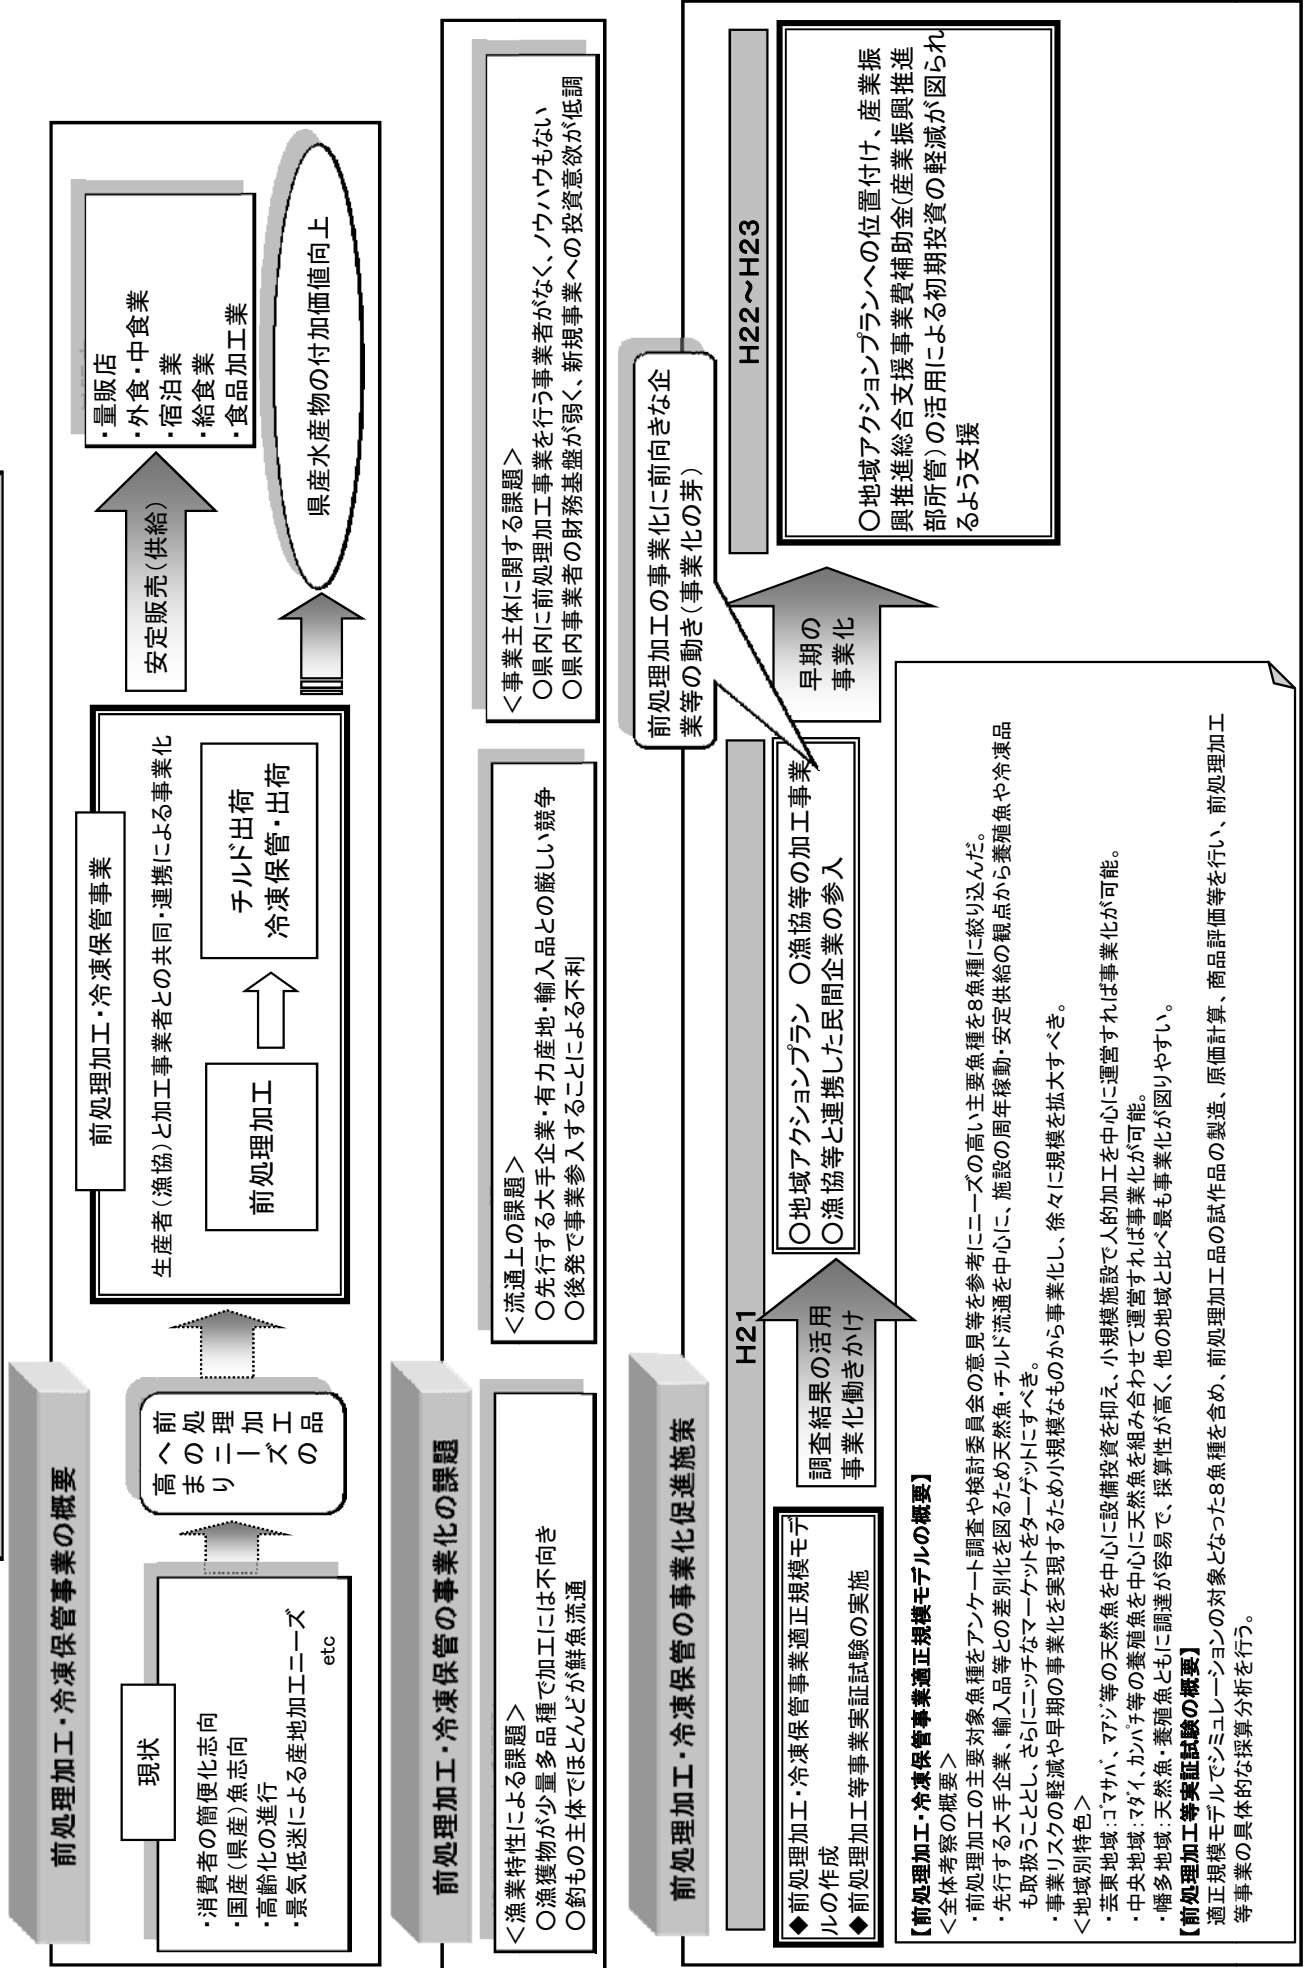 前処理加工・冷凍保管事業の概要
現状
・消費者の簡便化志向
・国産(県産)魚志向
・高齢化の進行
・景気低迷による産地加工ニーズ
etc
前処理加工品
へのニーズの
高まり
前処理加工・冷凍保管事業
生産者(漁協)と加工事業者との共同・連携による事業化
前処理加工
チルド出荷
冷凍保管・出荷
安定販売(供給)
・量販店
・外食・中食業
・宿泊業
・給食業
・食品加工業
県産水産物の付加価値向上
前処理加工・冷凍保管の事業化の課題
<漁業特性による課題>
○漁獲物が少量多品種で加工には不向き
○釣もの主体でほとんどが鮮魚流通
<流通上の課題>
○先行する大手企業・有力産地・輸入品との厳しい競争
○後発で事業参入することによる不利
<事業主体に関する課題>
○県内に前処理加工事業を行う事業者がなく、ノウハウもない
○県内事業者の財務基盤が弱く、新規事業への投資意欲が低調
前処理加工・冷凍保管の事業化促進施策
H21
H22～H23
◆前処理加工・冷凍保管事業適正規模モデ
ルの作成
◆前処理加工等事業実証試験の実施
調査結果の活用
事業化働きかけ
○地域アクションプラン ○漁協等の加工事業
○漁協等と連携した民間企業の参入
前処理加工の事業化に前向きな企
業等の動き(事業化の芽)
早期の
事業化
○地域アクションプランへの位置付け、産業振
興推進総合支援事業費補助金(産業振興推進
部所管)の活用による初期投資の軽減が図られ
るよう支援
【前処理加工・冷凍保管事業適正規模モデルの概要】
<全体考察の概要>
・前処理加工の主要対象魚種をアンケート調査や検討委員会の意見等を参考にニーズの高い主要魚種を8魚種に絞り込んだ。
・先行する大手企業、輸入品等との差別化を図るため天然魚・チルド流通を中心に、施設の周年稼動・安定供給の観点から養殖魚や冷凍品
も取扱うこととし、さらにニッチなマーケットをターゲットにすべき。
・事業リスクの軽減や早期の事業化を実現するため小規模なものから事業化し、徐々に規模を拡大すべき。
<地域別特色>
・芸東地域：ｺﾞﾏｻﾊﾞ、ﾏｱｼﾞ等の天然魚を中心に設備投資を抑え、小規模施設で人的加工を中心に運営すれば事業化が可能。
・中央地域：ﾏﾀﾞｲ、ｶﾝﾊﾟﾁ等の養殖魚を中心に天然魚を組み合わせて運営すれば事業化が可能。
・幡多地域：天然魚・養殖魚ともに調達が容易で、採算性が高く、他の地域と比べ最も事業化が図りやすい。
【前処理加工等実証試験の概要】
適正規模モデルでシミュレーションの対象となった8魚種を含め、前処理加工品の試作品の製造、原価計算、商品評価等を行い、前処理加工
等事業の具体的な採算分析を行う。